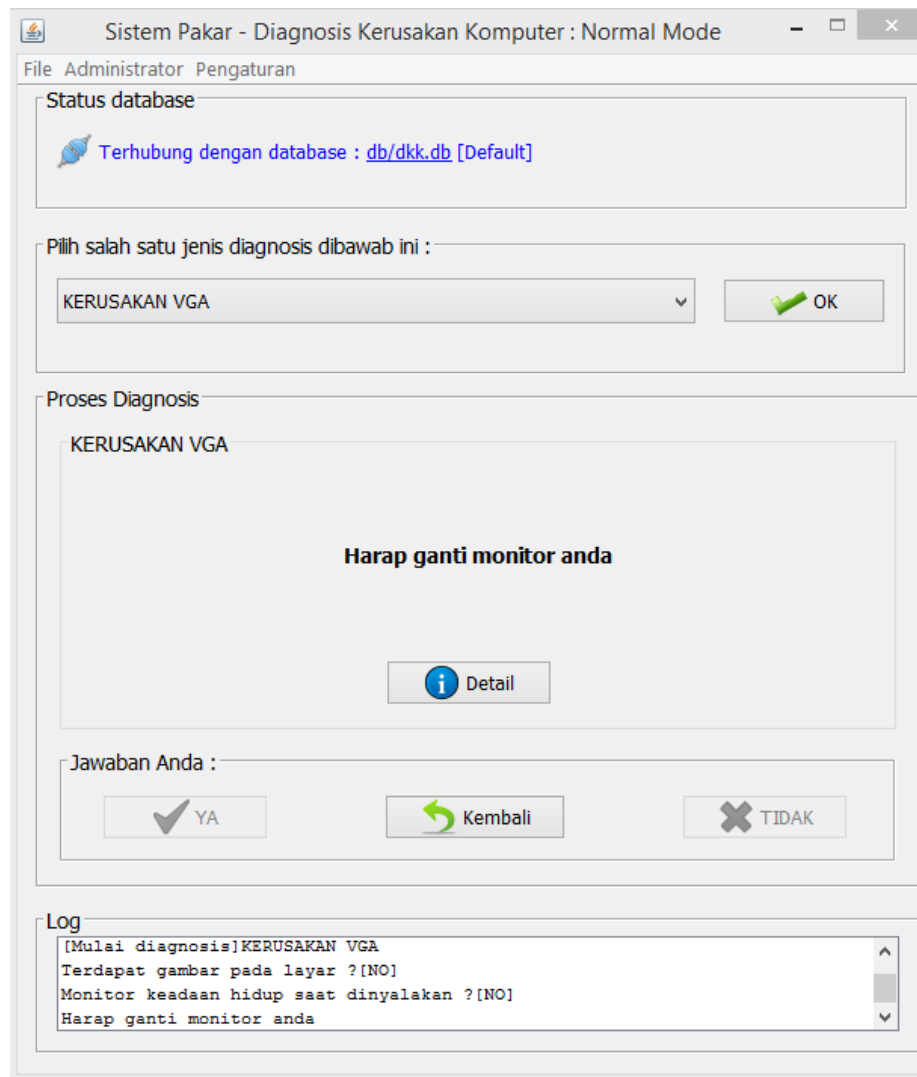 Sistem Pakar - Diagnosis Kerusakan Komputer : Normal Mode
File Administrator Pengaturan
Status database
Terhubung dengan database : db/dkk.db [Default]
Pilih salah satu jenis diagnosis dibawab ini :
KERUSAKAN VGA
OK
Proses Diagnosis
KERUSAKAN VGA
Harap ganti monitor anda
Detail
Jawaban Anda :
YA
Kembali
TIDAK
Log
[Mulai diagnosis]KERUSAKAN VGA
Terdapat gambar pada layar ?[NO]
Monitor keadaan hidup saat dinyalakan ?[NO]
Harap ganti monitor anda